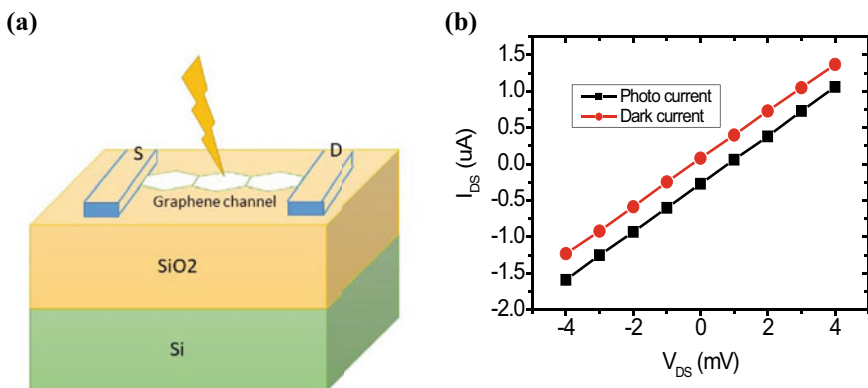 (a)
S
D
Graphene channel
SiO2
Si
(b)
Photo current
Dark current
1.5
1.0
0.5
0.0
-0.5
-1.0
-1.5
-2.0
I_DS (uA)
-4 -2 0 2 4
V_DS (mV)